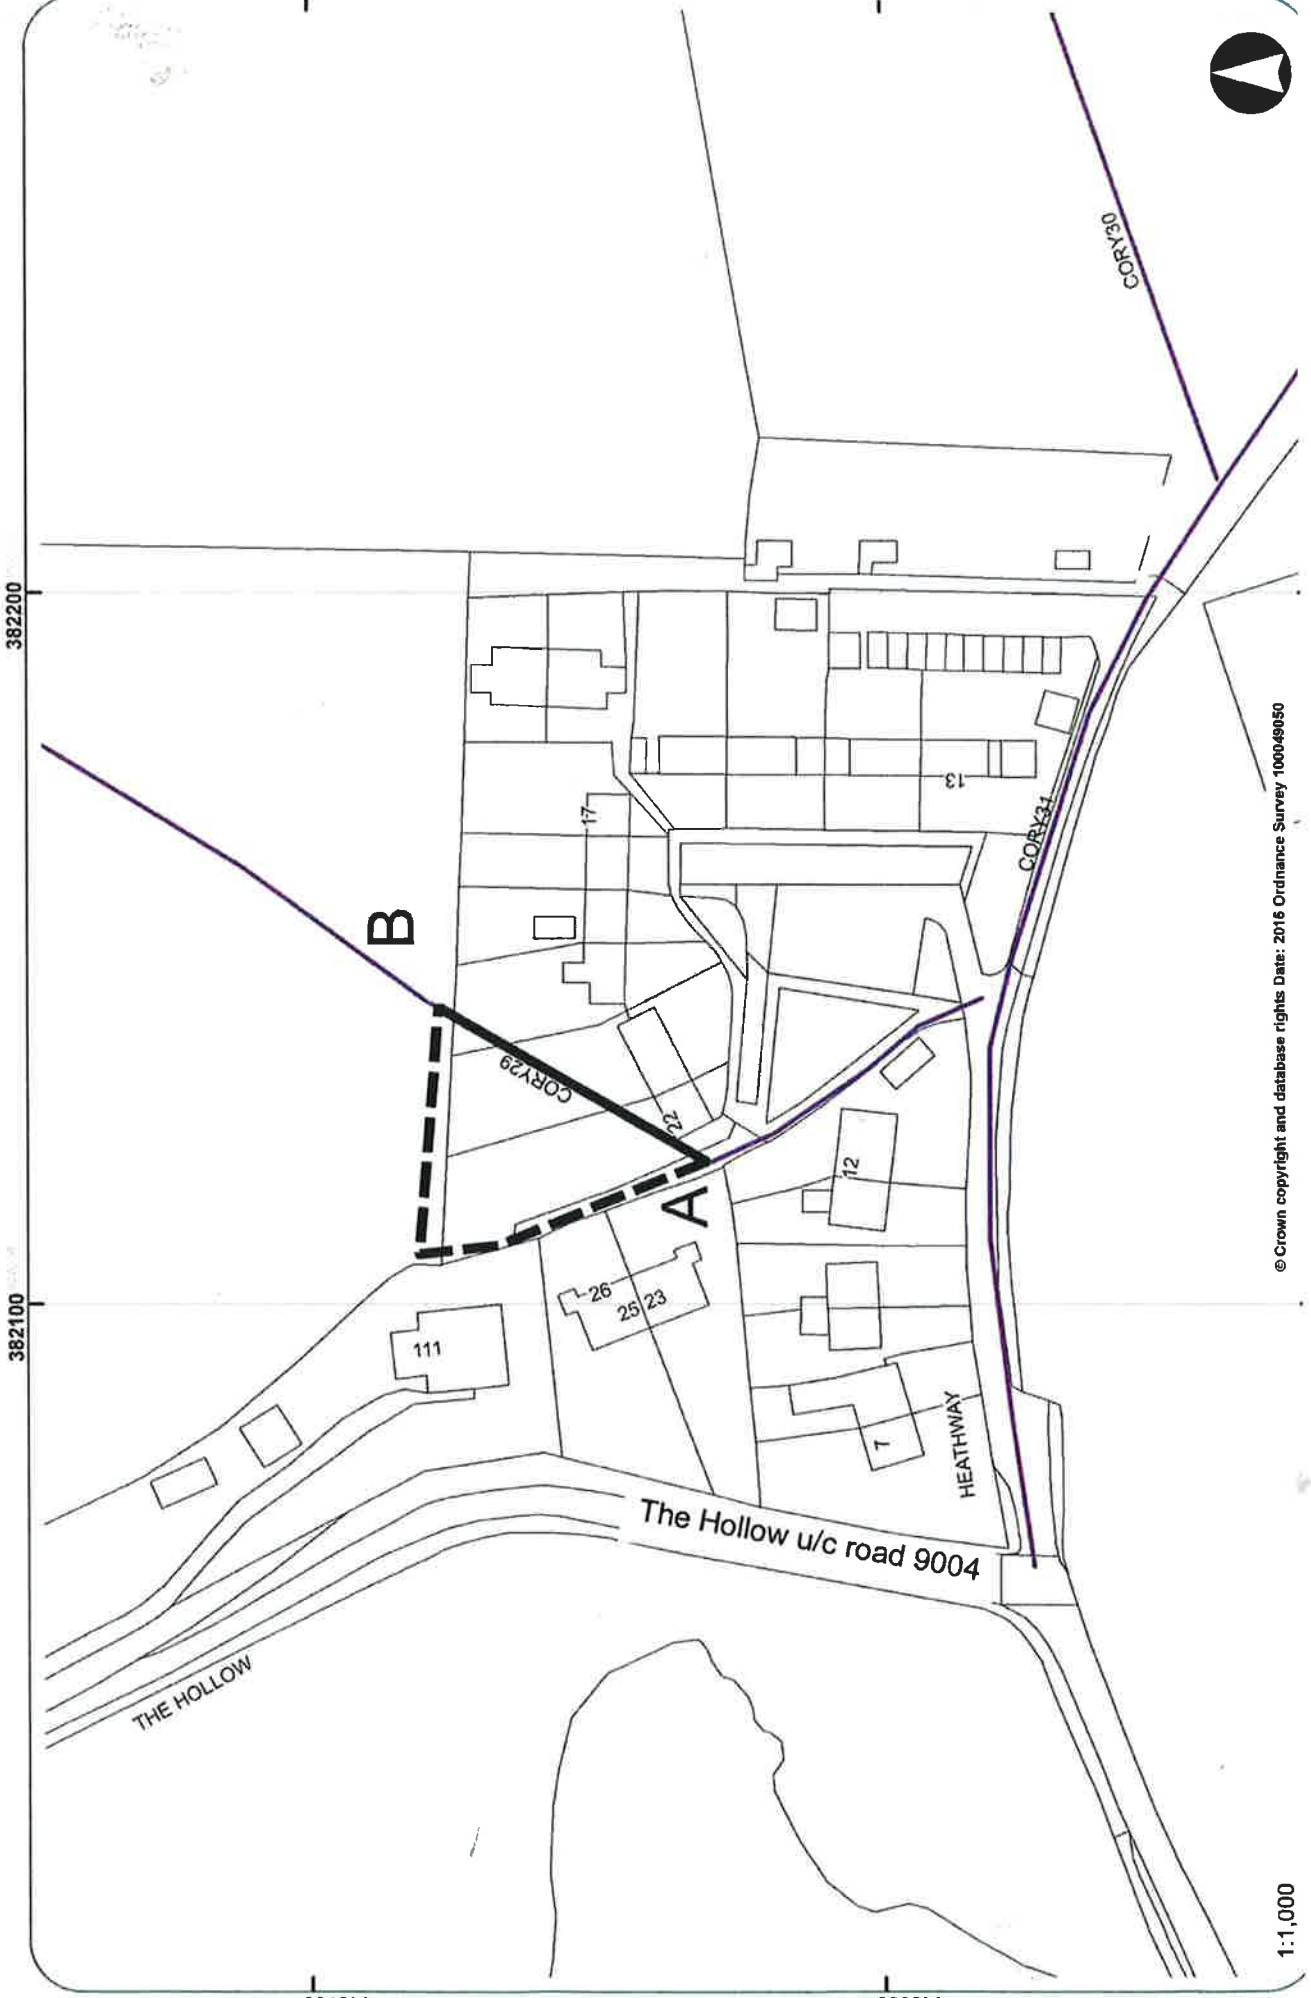 382200
382100
CORY30
B
17
13
CORY31
CORY29
22
A
12
26
25 23
111
7
HEATHWAY
The Hollow u/c road 9004
THE HOLLOW
© Crown copyright and database rights Date: 2016 Ordnance Survey 100049050
1:1,000